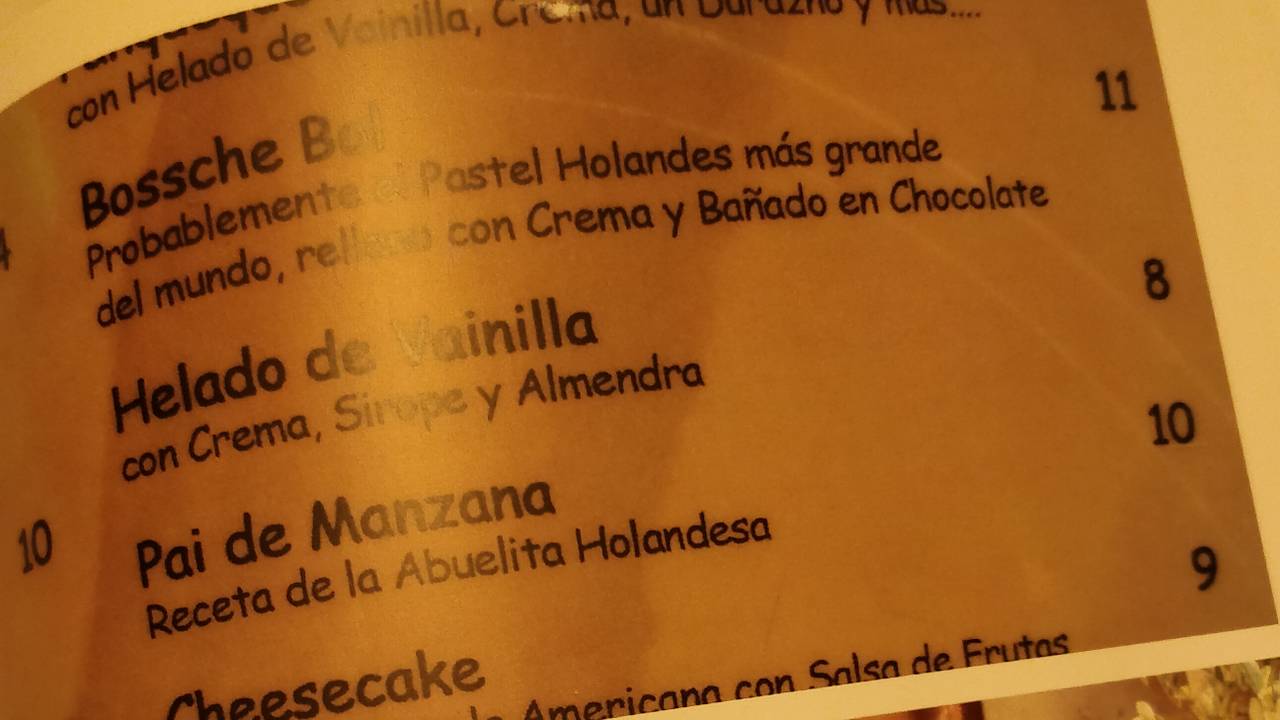 con Helado de Vainilla, Crema, un Durazno y más....
Bossche Bol 11
Probablemente el Pastel Holandes más grande
del mundo, relleno con Crema y Bañado en Chocolate
Helado de Vainilla 8
con Crema, Sirope y Almendra
10
Pai de Manzana 10
Receta de la Abuelita Holandesa
Cheesecake 9
la Americana con Salsa de Frutas